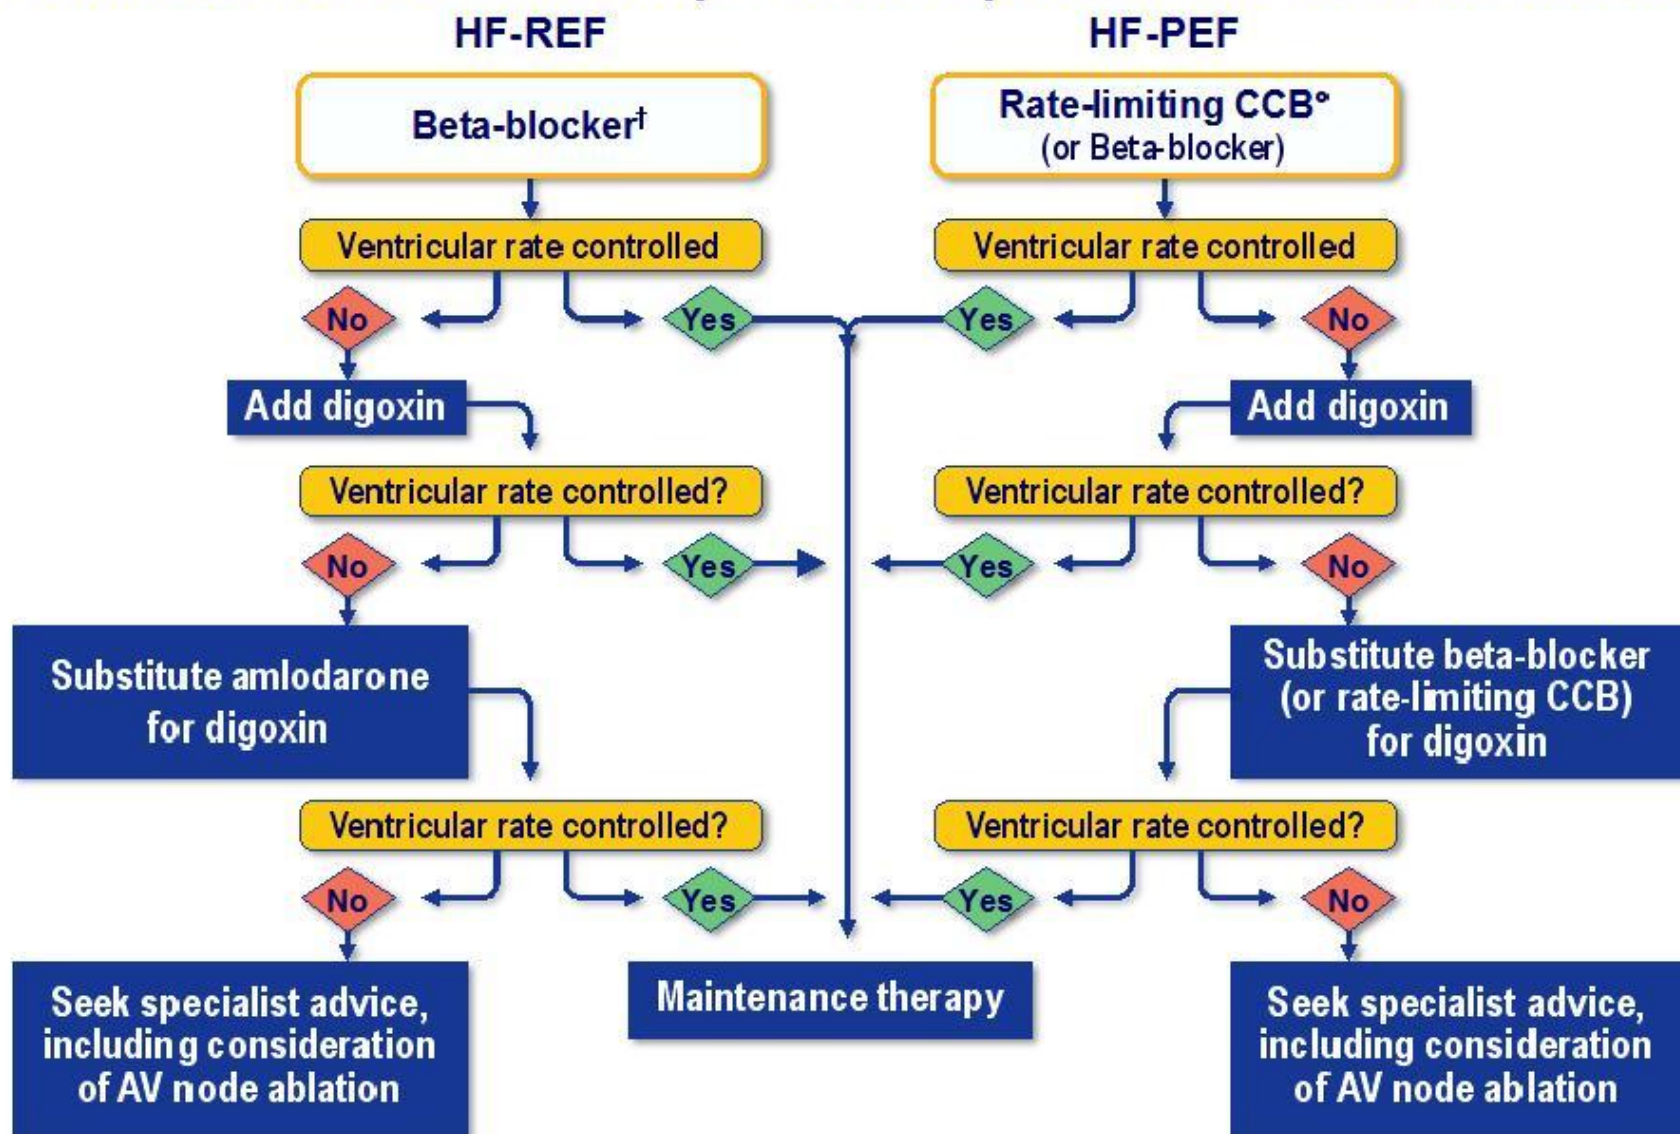 HF-REF
HF-PEF
Beta-blocker†
Rate-limiting CCB°
(or Beta-blocker)
Ventricular rate controlled
Ventricular rate controlled
No
Yes
Yes
No
Add digoxin
Add digoxin
Ventricular rate controlled?
Ventricular rate controlled?
No
Yes
Yes
No
Substitute amlodarone
for digoxin
Substitute beta-blocker
(or rate-limiting CCB)
for digoxin
Ventricular rate controlled?
Ventricular rate controlled?
No
Yes
Yes
No
Seek specialist advice,
including consideration
of AV node ablation
Maintenance therapy
Seek specialist advice,
including consideration
of AV node ablation